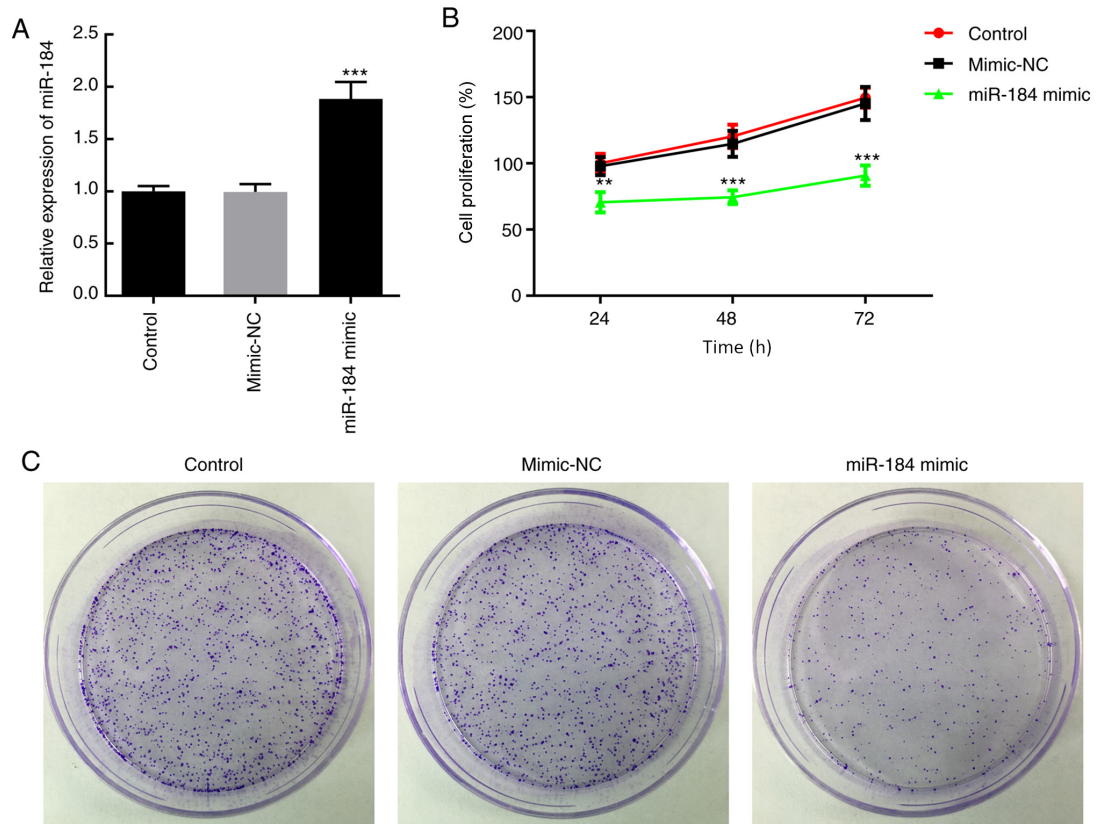 A
Relative expression of miR-184
2.5
2.0
1.5
1.0
0.5
0.0
***
Control
Mimic-NC
miR-184 mimic
B
Cell proliferation (%)
200
150
100
50
0
**
***
***
24
48
72
Time (h)
Control
Mimic-NC
miR-184 mimic
C
Control
Mimic-NC
miR-184 mimic